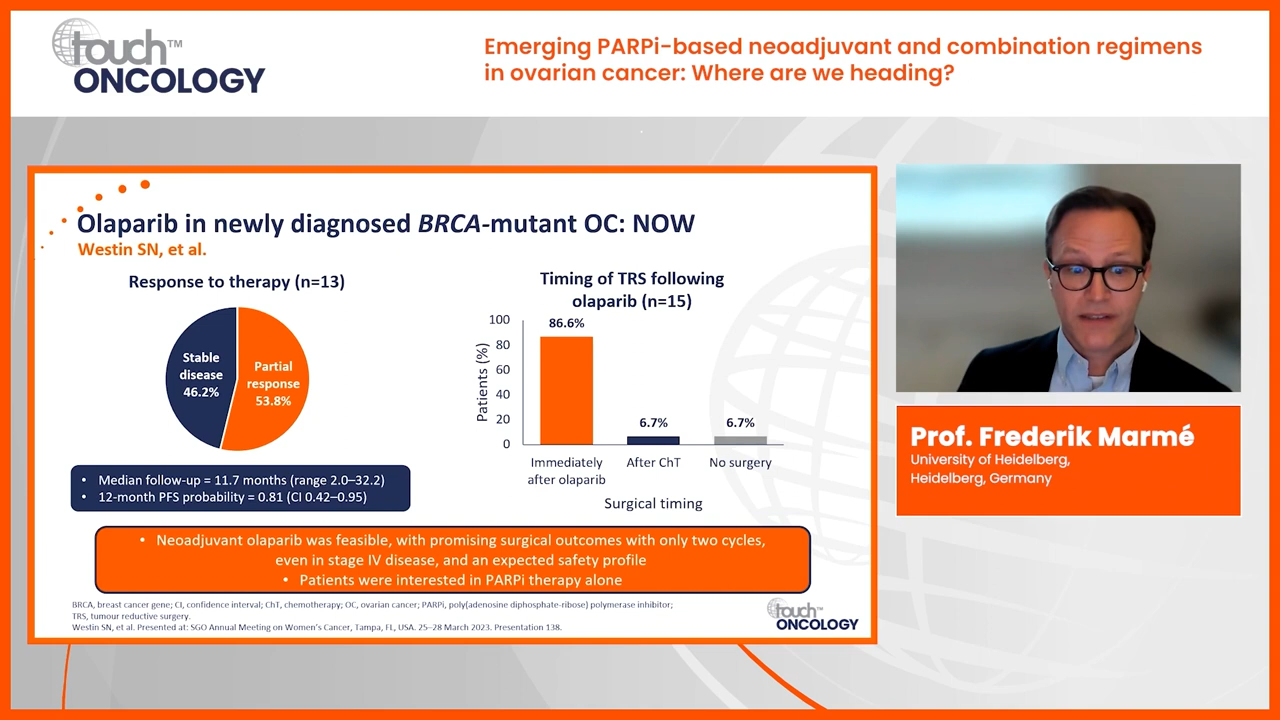 touch™
ONCOLOGY
Emerging PARPi-based neoadjuvant and combination regimens
in ovarian cancer: Where are we heading?
Olaparib in newly diagnosed BRCA-mutant OC: NOW
Westin SN, et al.
Response to therapy (n=13)
Stable
disease
46.2%
Partial
response
53.8%
• Median follow-up = 11.7 months (range 2.0–32.2)
• 12-month PFS probability = 0.81 (CI 0.42–0.95)
Timing of TRS following
olaparib (n=15)
Patients (%)
100
80
60
40
20
0
86.6%
6.7%
6.7%
Immediately
after olaparib
After ChT
No surgery
Surgical timing
• Neoadjuvant olaparib was feasible, with promising surgical outcomes with only two cycles,
even in stage IV disease, and an expected safety profile
• Patients were interested in PARPi therapy alone
BRCA, breast cancer gene; CI, confidence interval; ChT, chemotherapy; OC, ovarian cancer; PARPi, poly(adenosine diphosphate-ribose) polymerase inhibitor;
TRS, tumour reductive surgery.
Westin SN, et al. Presented at: SGO Annual Meeting on Women's Cancer, Tampa, FL, USA. 25–28 March 2023. Presentation 138.
touch™
ONCOLOGY
Prof. Frederik Marmé
University of Heidelberg,
Heidelberg, Germany